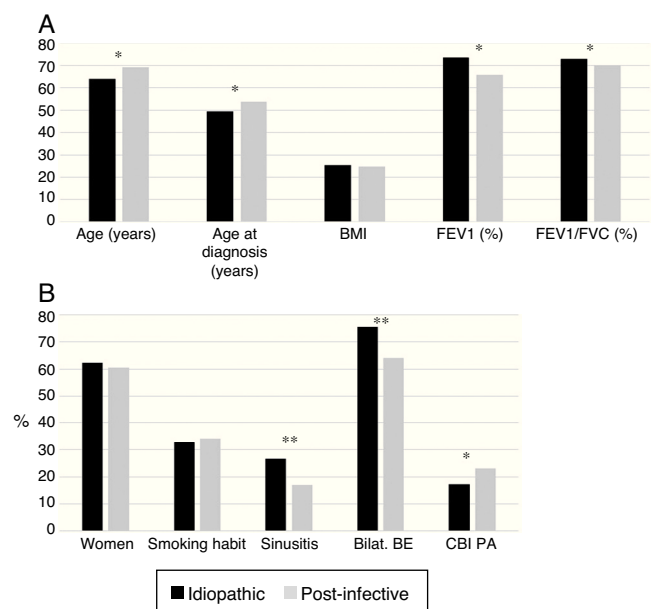 A
80
70
60
50
40
30
20
10
0
*
*
*
*
Age (years)
Age at
diagnosis
(years)
BMI
FEV1 (%)
FEV1/FVC (%)
B
80
70
60
50
40
30
20
10
0
%
**
**
*
Women
Smoking habit
Sinusitis
Bilat. BE
CBI PA
Idiopathic
Post-infective